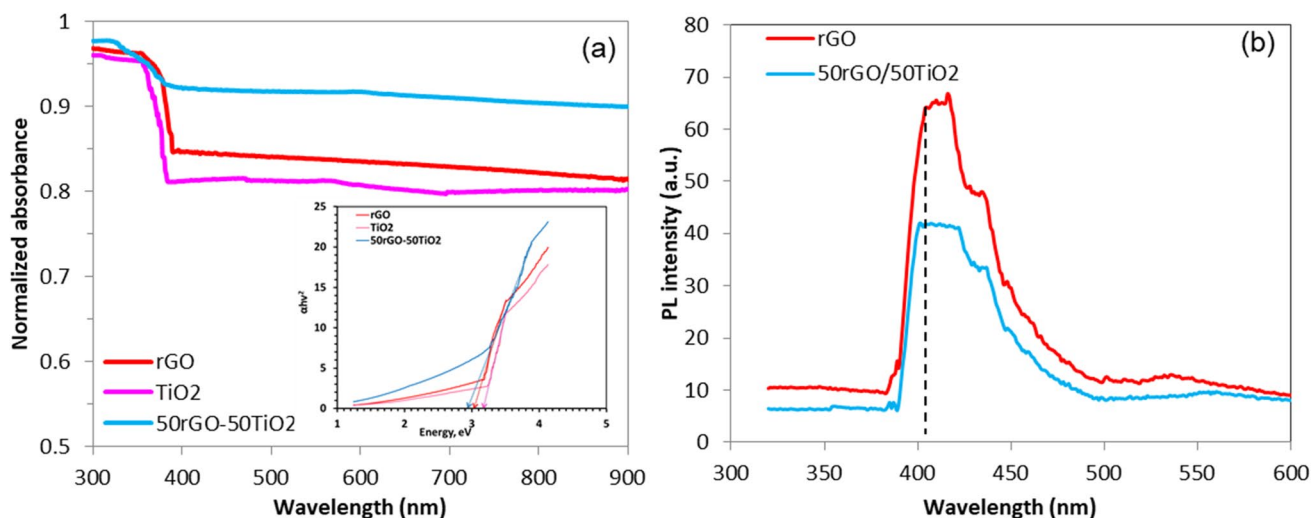 (a)
Normalized absorbance
1
0.9
0.8
0.7
0.6
0.5
300 400 500 600 700 800 900
Wavelength (nm)
rGO
TiO2
50rGO-50TiO2
αhv²
25
20
15
10
5
0
1 2 3 4 5
Energy, eV
rGO
TiO2
50rGO-50TiO2
(b)
PL intensity (a.u.)
80
70
60
50
40
30
20
10
0
300 350 400 450 500 550 600
Wavelength (nm)
rGO
50rGO/50TiO2